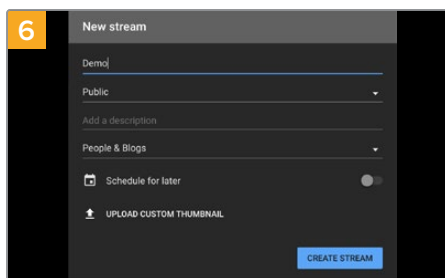 6
New stream
Demo
Public
Add a description
People & Blogs
Schedule for later
UPLOAD CUSTOM THUMBNAIL
CREATE STREAM